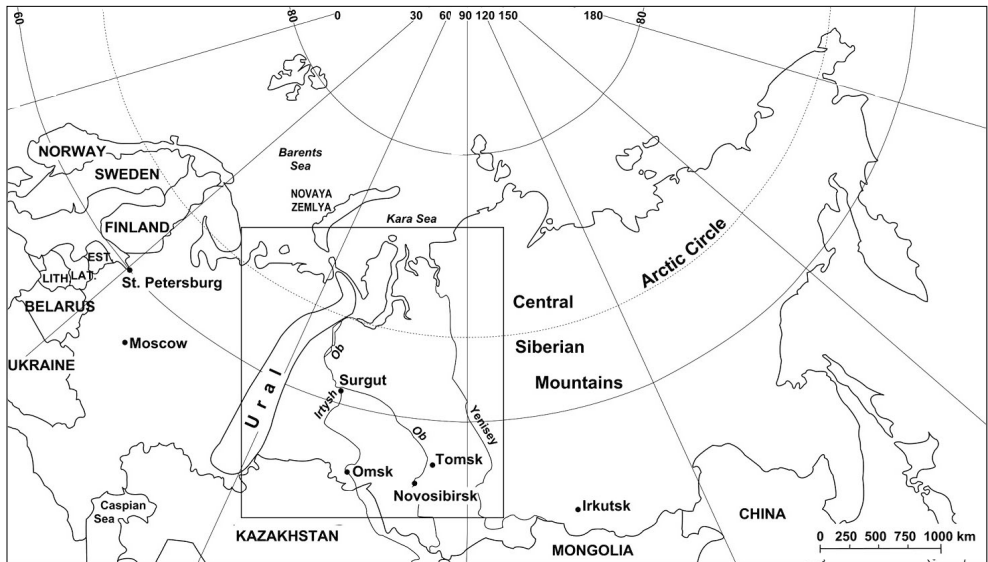 80 0 30 60 90 120 150 180 80
60
NORWAY
SWEDEN
FINLAND
Barents
Sea
NOVAYA
ZEMLYA
Kara Sea
Arctic Circle
EST.
LAT.
LITH.
St. Petersburg
BELARUS
Moscow
UKRAINE
Central
Siberian
Mountains
Ural
Ob
Surgut
Irtysh
Ob
Yenisey
Omsk
Tomsk
Novosibirsk
Irkutsk
Caspian
Sea
KAZAKHSTAN
MONGOLIA
CHINA
0 250 500 750 1000 km